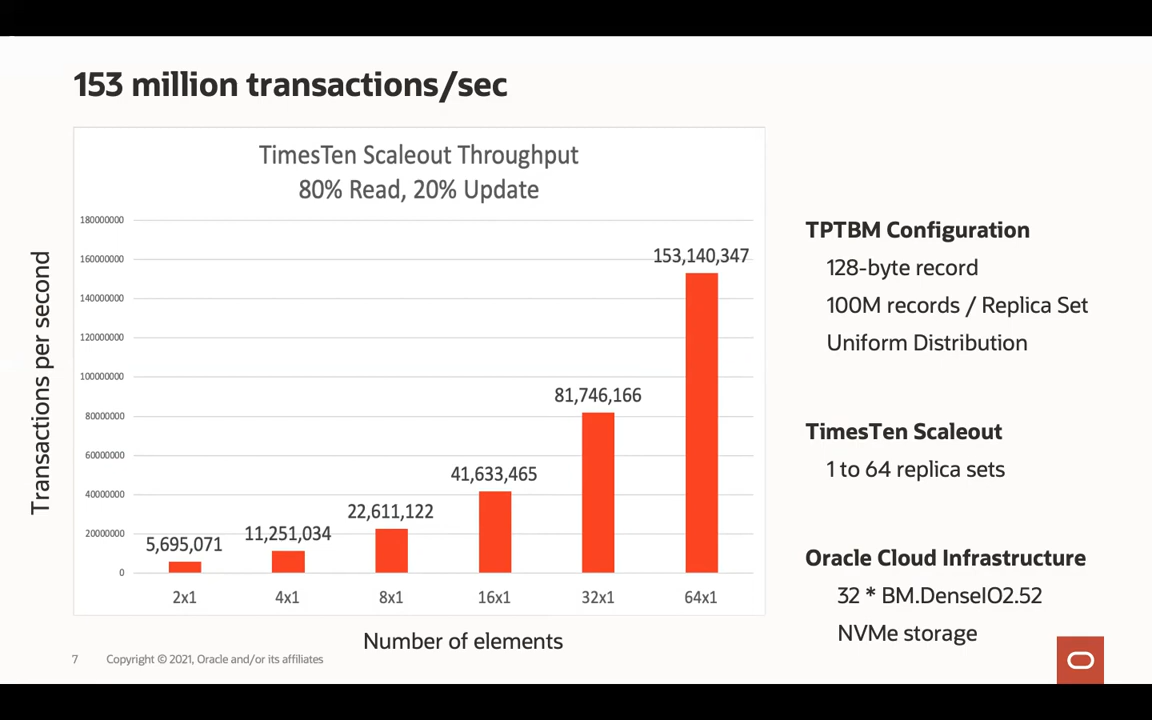 153 million transactions/sec
TimesTen Scaleout Throughput
80% Read, 20% Update
Transactions per second
180000000
160000000
140000000
120000000
100000000
80000000
60000000
40000000
20000000
0
5,695,071
11,251,034
22,611,122
41,633,465
81,746,166
153,140,347
2x1 4x1 8x1 16x1 32x1 64x1
Number of elements
TPTBM Configuration
128-byte record
100M records / Replica Set
Uniform Distribution
TimesTen Scaleout
1 to 64 replica sets
Oracle Cloud Infrastructure
32 * BM.DenseIO2.52
NVMe storage
7 Copyright © 2021, Oracle and/or its affiliates